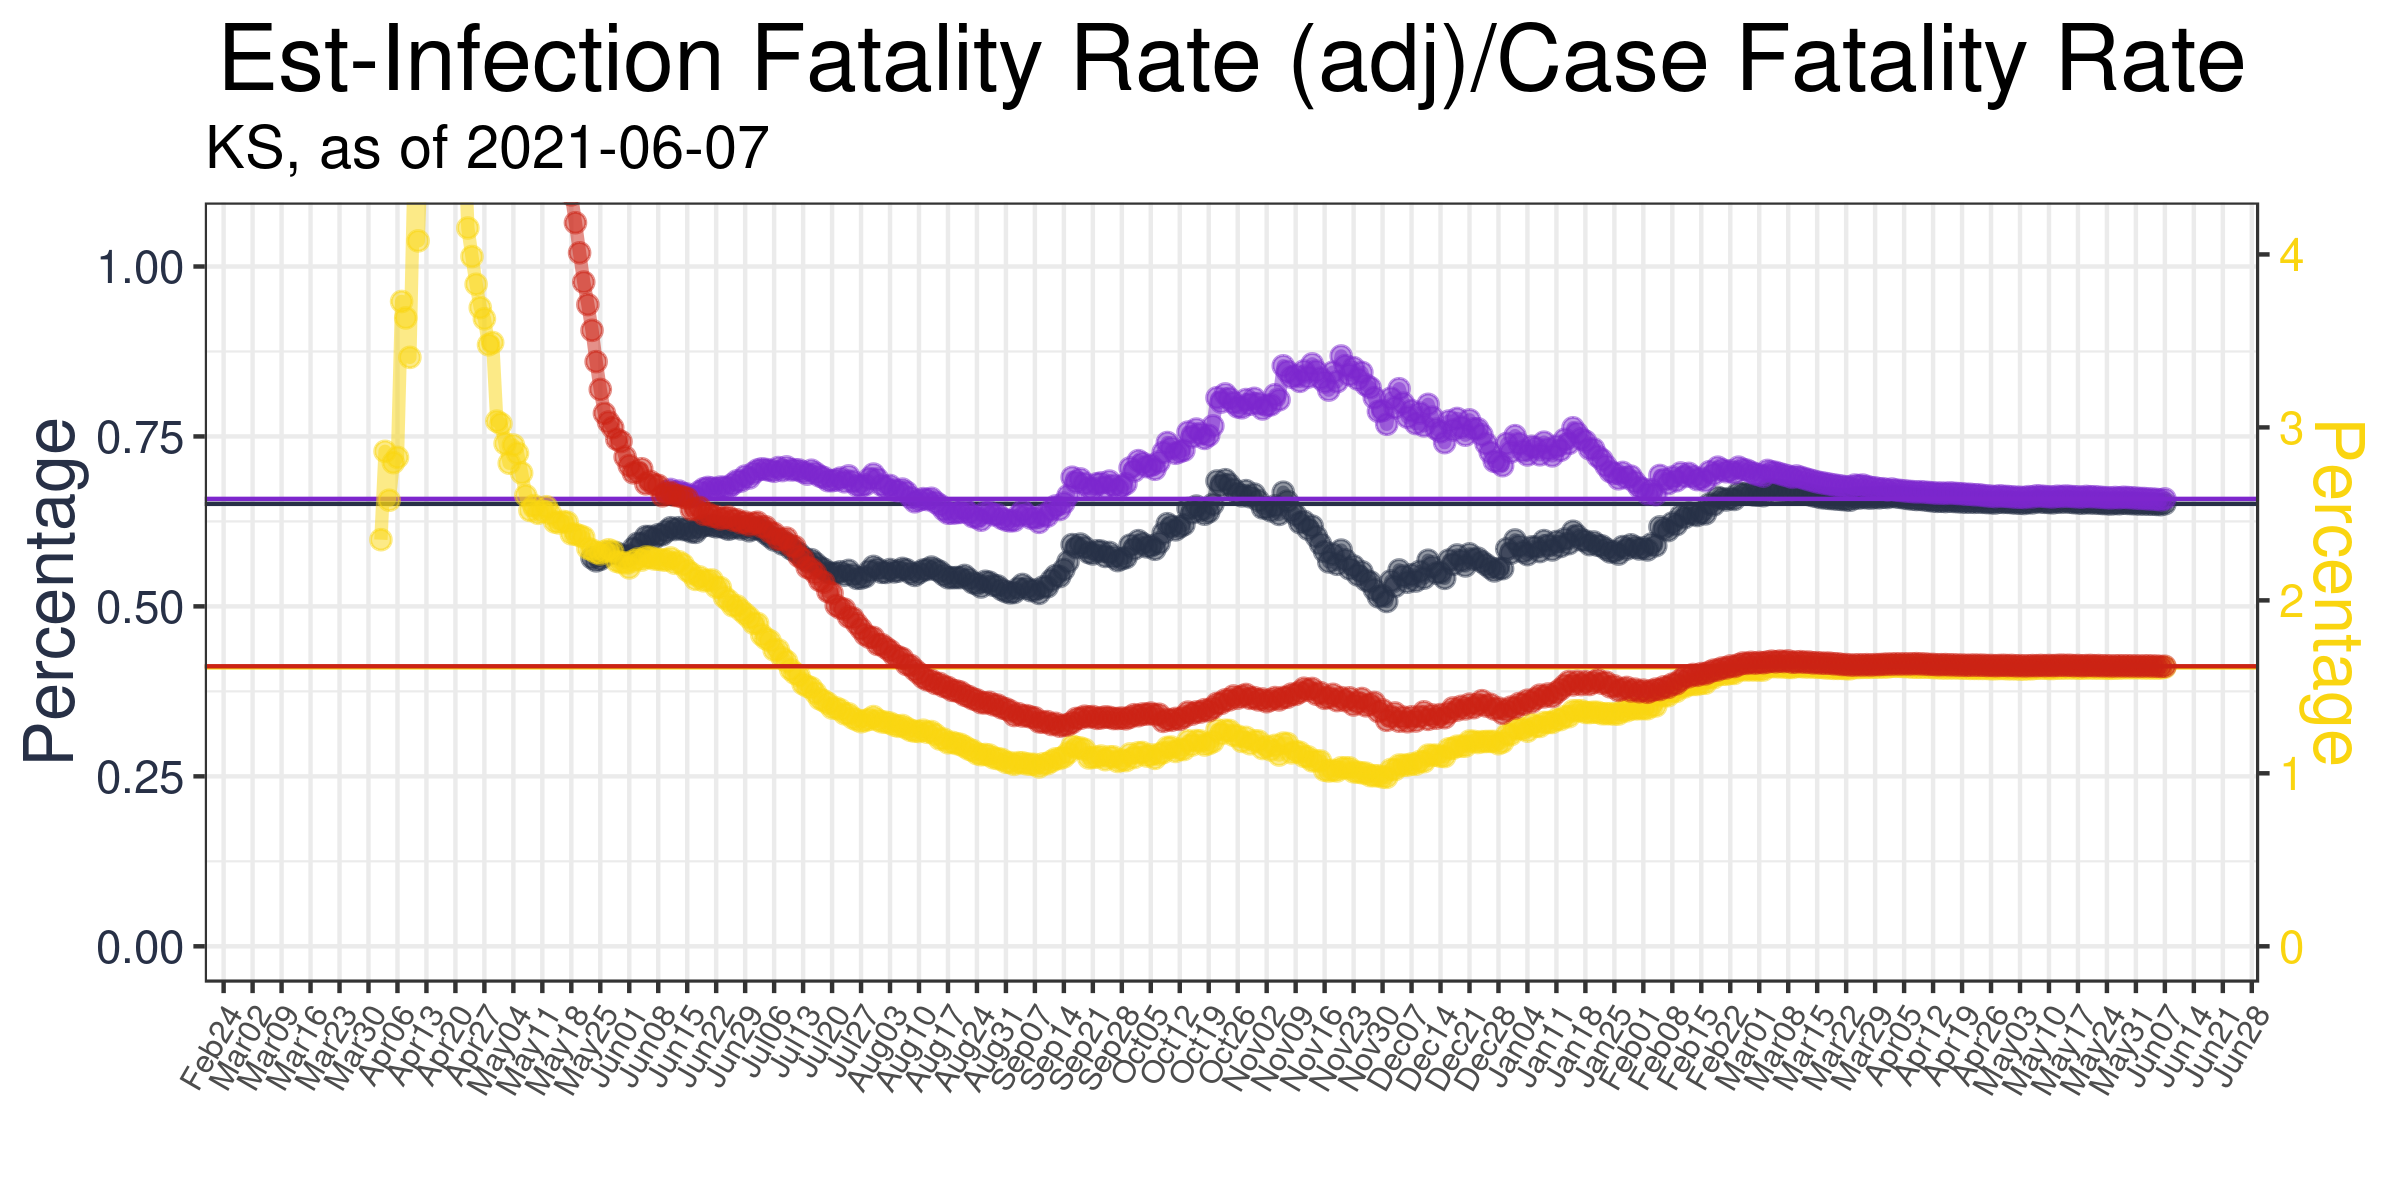 Est-Infection Fatality Rate (adj)/Case Fatality Rate
KS, as of 2021-06-07
Percentage
1.00
0.75
0.50
0.25
0.00
4
3
2
1
0
Percentage
Feb24
Mar02
Mar09
Mar16
Mar23
Mar30
Apr06
Apr13
Apr20
Apr27
May04
May11
May18
May25
Jun01
Jun08
Jun15
Jun22
Jun29
Jul06
Jul13
Jul20
Jul27
Aug03
Aug10
Aug17
Aug24
Aug31
Sep07
Sep14
Sep21
Sep28
Oct05
Oct12
Oct19
Oct26
Nov02
Nov09
Nov16
Nov23
Nov30
Dec07
Dec14
Dec21
Dec28
Jan04
Jan11
Jan18
Jan25
Feb01
Feb08
Feb15
Feb22
Mar01
Mar08
Mar15
Mar22
Mar29
Apr05
Apr12
Apr19
Apr26
May03
May10
May17
May24
May31
Jun07
Jun14
Jun21
Jun28